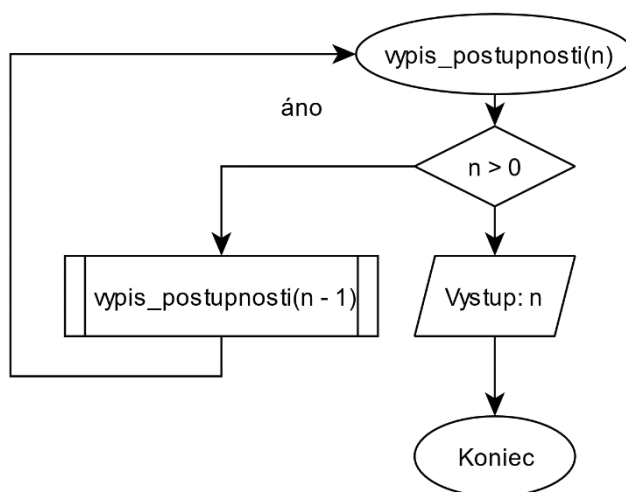 vypis_postupnosti(n)
áno
n > 0
vypis_postupnosti(n - 1)
Vystup: n
Koniec